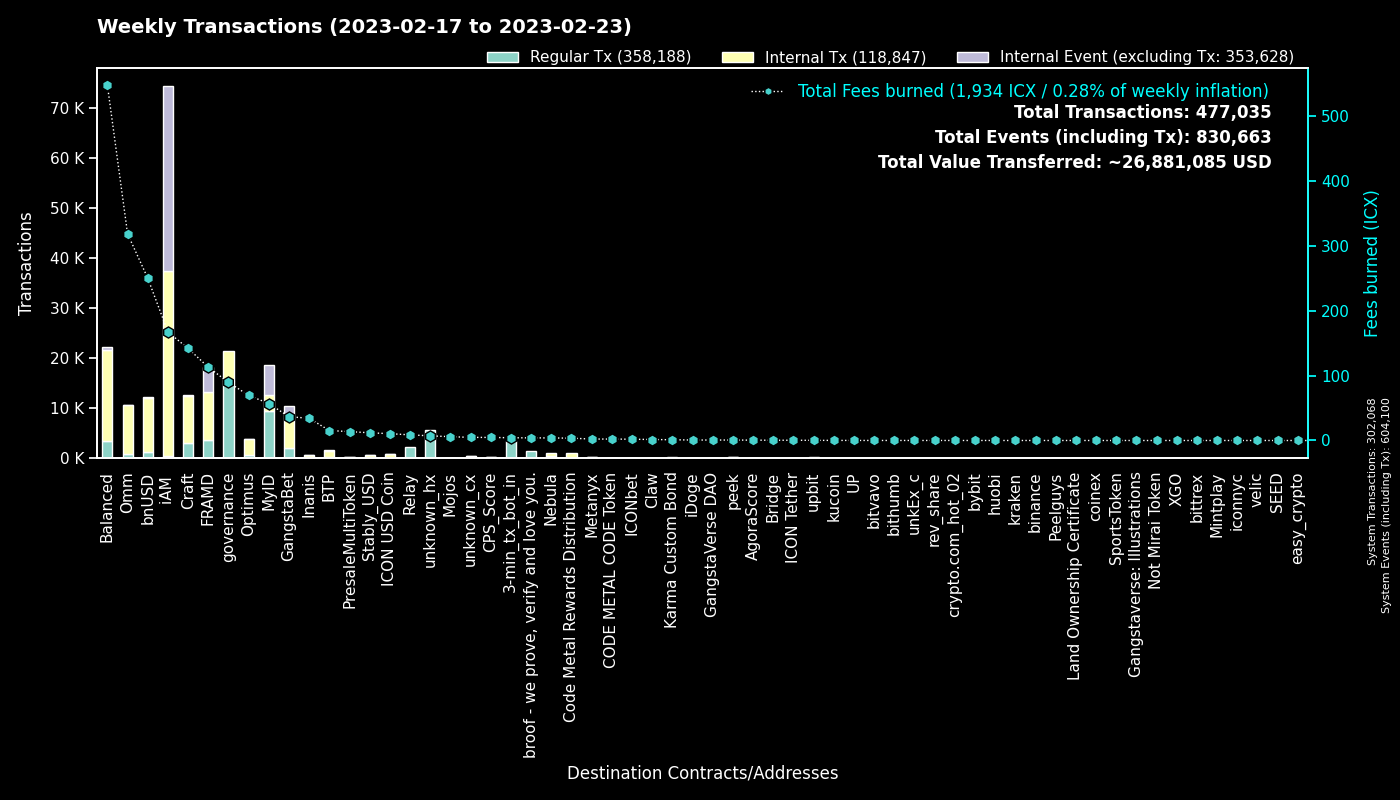 Weekly Transactions (2023-02-17 to 2023-02-23)
Regular Tx (358,188)
Internal Tx (118,847)
Internal Event (excluding Tx: 353,628)
Total Fees burned (1,934 ICX / 0.28% of weekly inflation)
Total Transactions: 477,035
Total Events (including Tx): 830,663
Total Value Transferred: ~26,881,085 USD
Transactions
70 K
60 K
50 K
40 K
30 K
20 K
10 K
0 K
500
400
300
200
100
0
Fees burned (ICX)
System Transactions: 302,068
System Events (including Tx): 604,100
Balanced
Omm
bnUSD
iAM
Craft
FRAMD
governance
Optimus
MyID
GangstaBet
Inanis
BTP
PresaleMultiToken
Stably_USD
ICON USD Coin
Relay
unknown_hx
Mojos
unknown_cx
CPS_Score
3-min_tx_bot_in
broof - we prove, verify and love you.
Nebula
Code Metal Rewards Distribution
Metanyx
CODE METAL CODE Token
ICONbet
Claw
Karma Custom Bond
iDoge
GangstaVerse DAO
peek
AgoraScore
Bridge
ICON Tether
upbit
kucoin
UP
bitvavo
bithumb
unkEx_c
rev_share
crypto.com_hot_02
bybit
huobi
kraken
binance
Peelguys
Land Ownership Certificate
coinex
SportsToken
Gangstaverse: Illustrations
Not Mirai Token
XGO
bittrex
Mintplay
iconnyc
velic
SEED
easy_crypto
Destination Contracts/Addresses